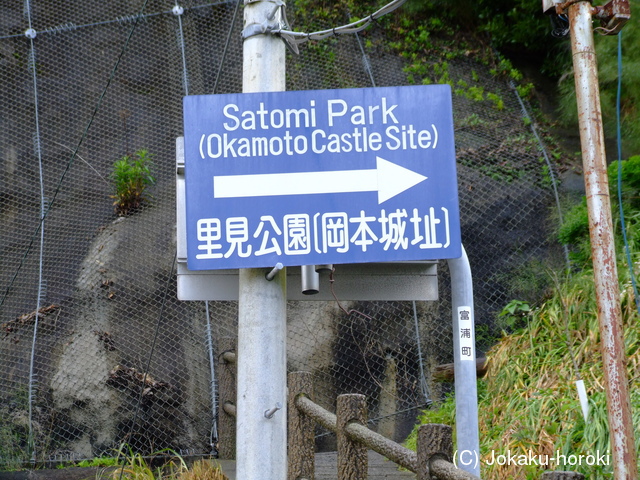 Satomi Park
(Okamoto Castle Site)
里見公園(岡本城址)
富浦町
(C) Jokaku-horoki